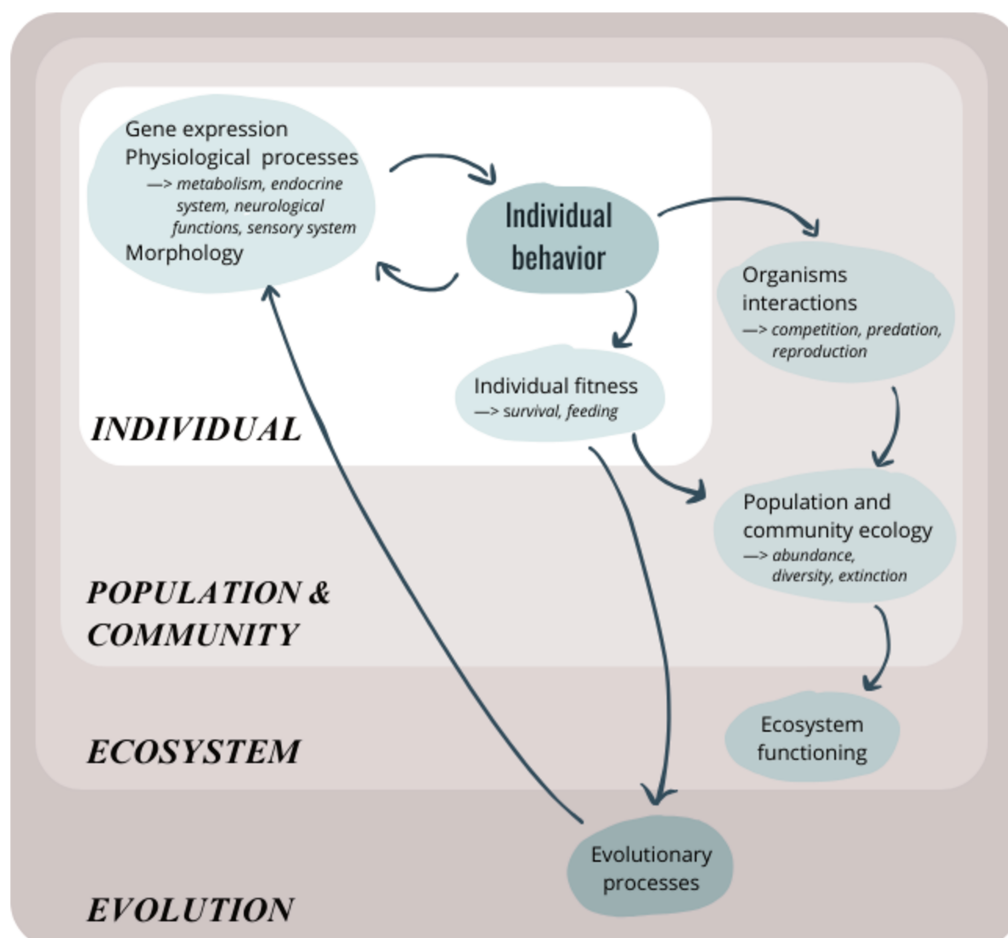 Gene expression
Physiological processes
—> metabolism, endocrine
system, neurological
functions, sensory system
Morphology
Individual
behavior
Organisms
interactions
—> competition, predation,
reproduction
Individual fitness
—> survival, feeding
INDIVIDUAL
Population and
community ecology
—> abundance,
diversity, extinction
POPULATION &
COMMUNITY
Ecosystem
functioning
ECOSYSTEM
Evolutionary
processes
EVOLUTION